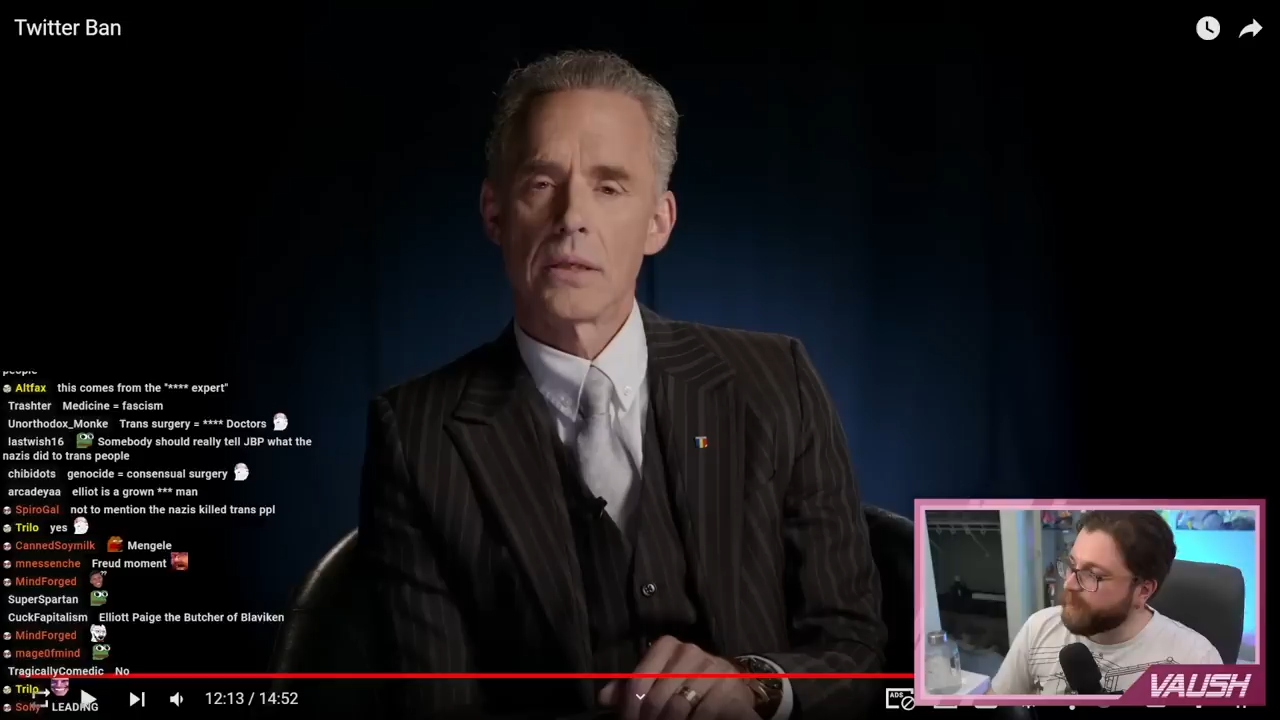 Twitter Ban
people
Altfax this comes from the "**** expert"
Trashter Medicine = fascism
Unorthodox_Monke Trans surgery = **** Doctors
lastwish16 Somebody should really tell JBP what the
nazis did to trans people
chibidots genocide = consensual surgery
arcadeyaa elliot is a grown *** man
SpiroGal not to mention the nazis killed trans ppl
Trilo yes
CannedSoymilk Mengele
mnessenche Freud moment
MindForged
SuperSpartan
CuckFapitalism Elliott Paige the Butcher of Blaviken
MindForged
mage0fmind
TragicallyComedic No
Trilo
LEADING
12:13 / 14:52
ADS
VAUSH